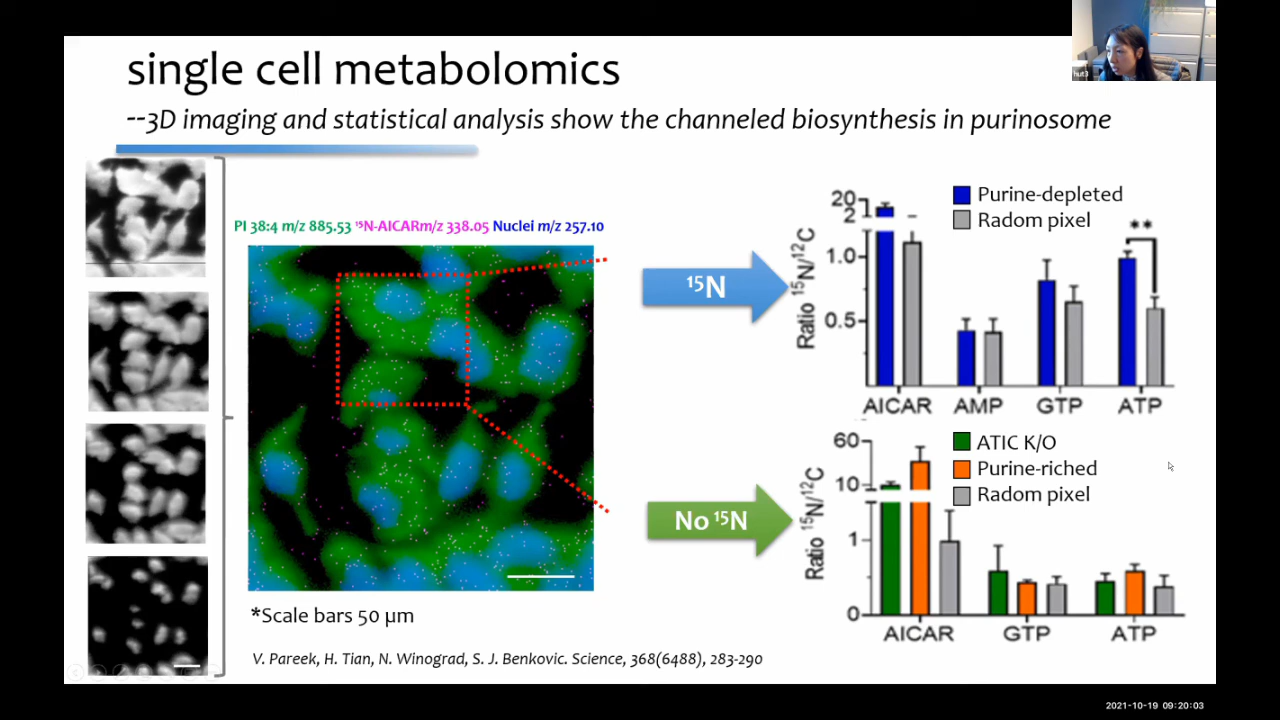 single cell metabolomics
--3D imaging and statistical analysis show the channeled biosynthesis in purinosome
hut3
PI 38:4 m/z 885.53 ¹⁵N-AICARm/z 338.05 Nuclei m/z 257.10
*Scale bars 50 µm
V. Pareek, H. Tian, N. Winograd, S. J. Benkovic. Science, 368(6488), 283-290
¹⁵N
No ¹⁵N
Purine-depleted
Radom pixel
**
Ratio ¹⁵N/¹²C
20
2
1.0
0.5
AICAR AMP GTP ATP
ATIC K/O
Purine-riched
Radom pixel
Ratio ¹⁵N/¹²C
60
10
1
0
AICAR GTP ATP
2021-10-19 09:20:03